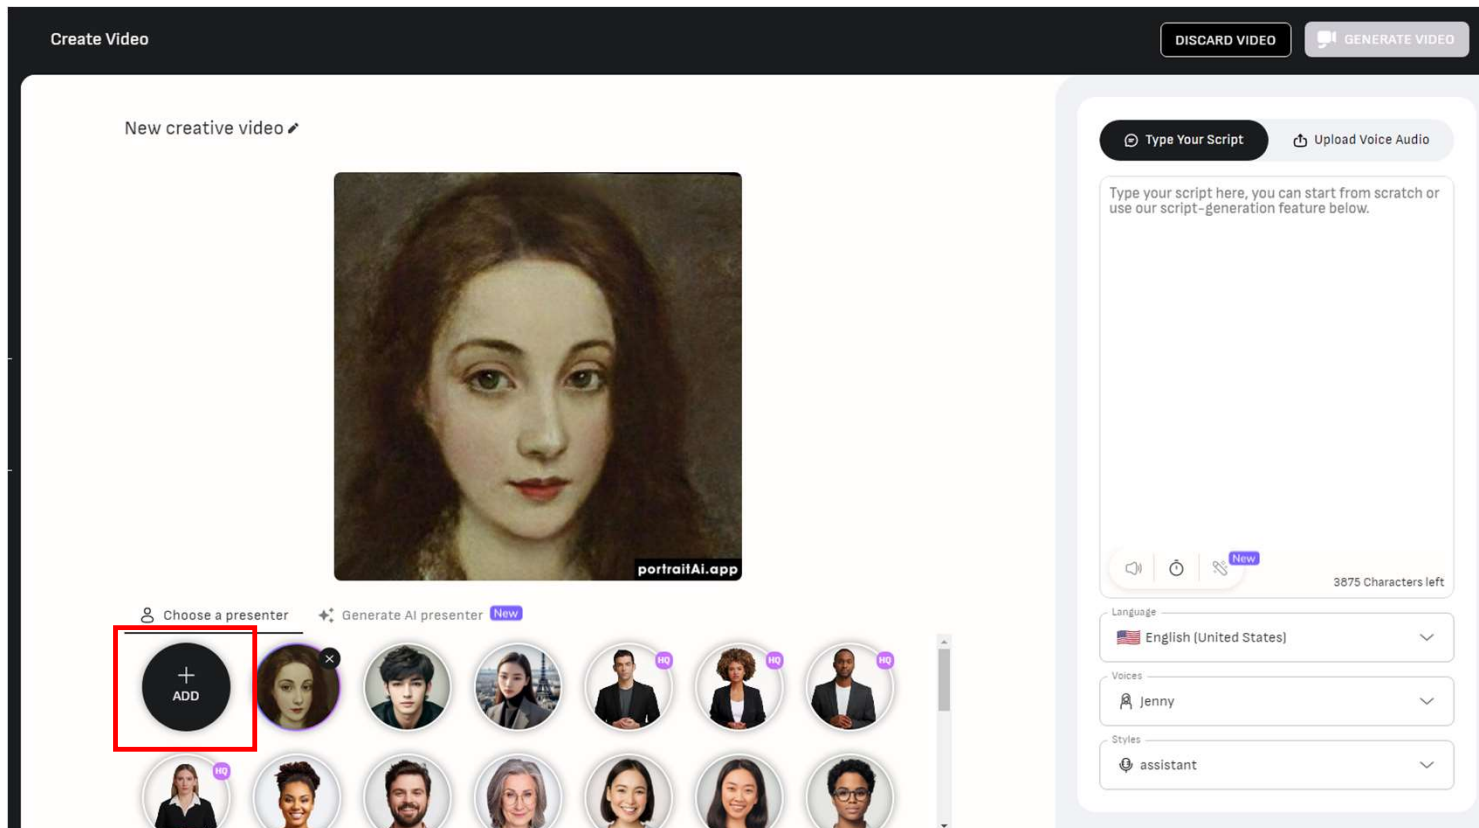 Create Video
DISCARD VIDEO
GENERATE VIDEO
New creative video
portraitAi.app
Choose a presenter
Generate AI presenter New
ADD
HQ
HQ
HQ
HQ
Type Your Script
Upload Voice Audio
Type your script here, you can start from scratch or
use our script-generation feature below.
New
3875 Characters left
Language
English (United States)
Voices
Jenny
Styles
assistant